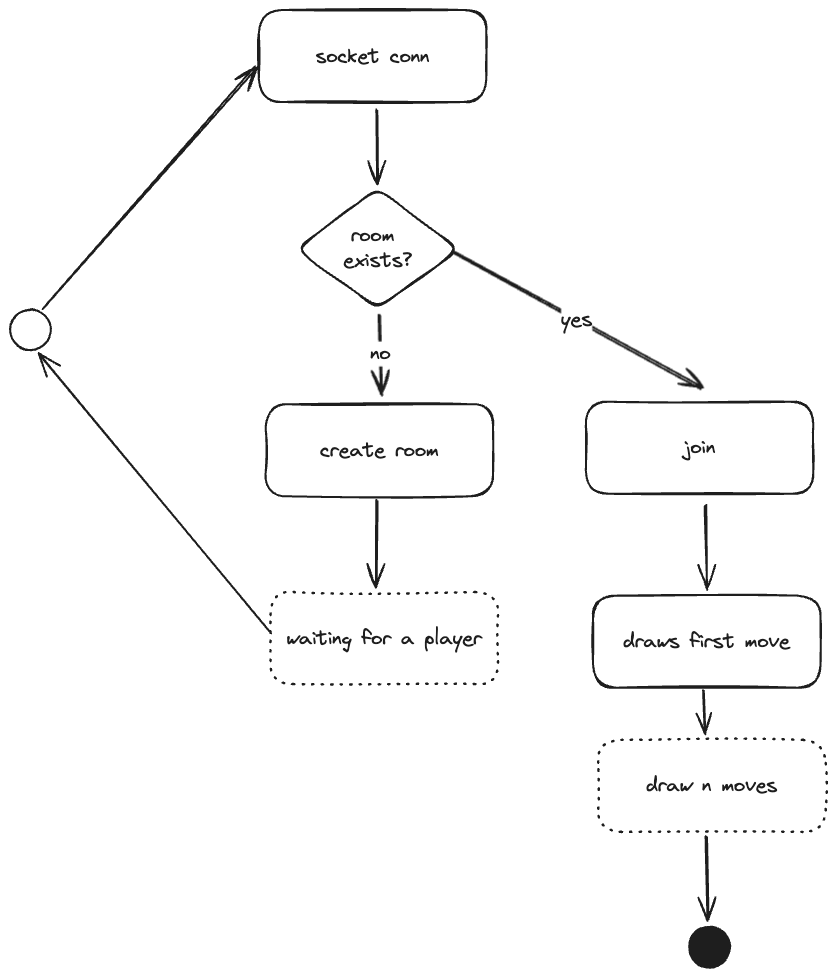 socket conn
room
exists?
yes
no
create room
join
waiting for a player
draws first move
draw n moves